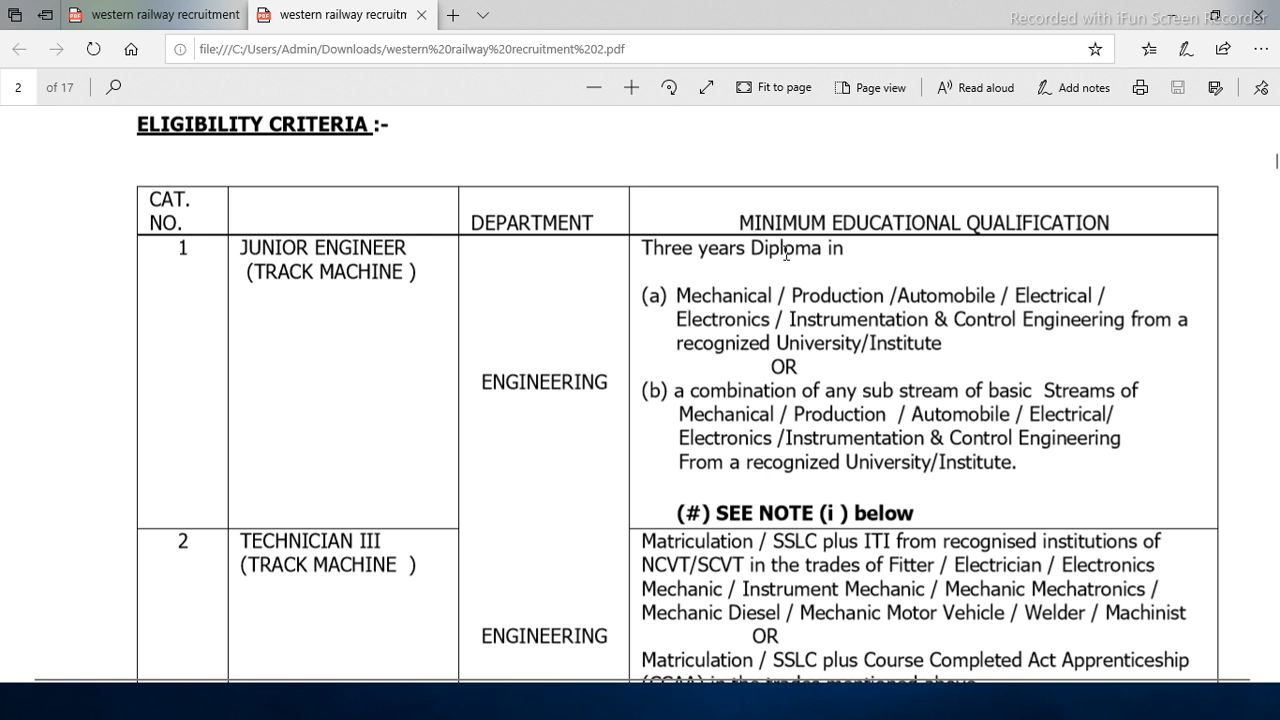 western railway recruitment
western railway recruitn
Recorded with iFun Screen Recorder
file:///C:/Users/Admin/Downloads/western%20railway%20recruitment%202.pdf
2 of 17
Fit to page
Page view
Read aloud
Add notes
ELIGIBILITY CRITERIA :-
CAT.
NO.
DEPARTMENT
MINIMUM EDUCATIONAL QUALIFICATION
1
JUNIOR ENGINEER
(TRACK MACHINE )
ENGINEERING
Three years Diploma in
(a) Mechanical / Production /Automobile / Electrical /
Electronics / Instrumentation & Control Engineering from a
recognized University/Institute
OR
(b) a combination of any sub stream of basic Streams of
Mechanical / Production / Automobile / Electrical/
Electronics /Instrumentation & Control Engineering
From a recognized University/Institute.
(#) SEE NOTE (i ) below
2
TECHNICIAN III
(TRACK MACHINE )
ENGINEERING
Matriculation / SSLC plus ITI from recognised institutions of
NCVT/SCVT in the trades of Fitter / Electrician / Electronics
Mechanic / Instrument Mechanic / Mechanic Mechatronics /
Mechanic Diesel / Mechanic Motor Vehicle / Welder / Machinist
OR
Matriculation / SSLC plus Course Completed Act Apprenticeship
(CCAA) in the trades mentioned above